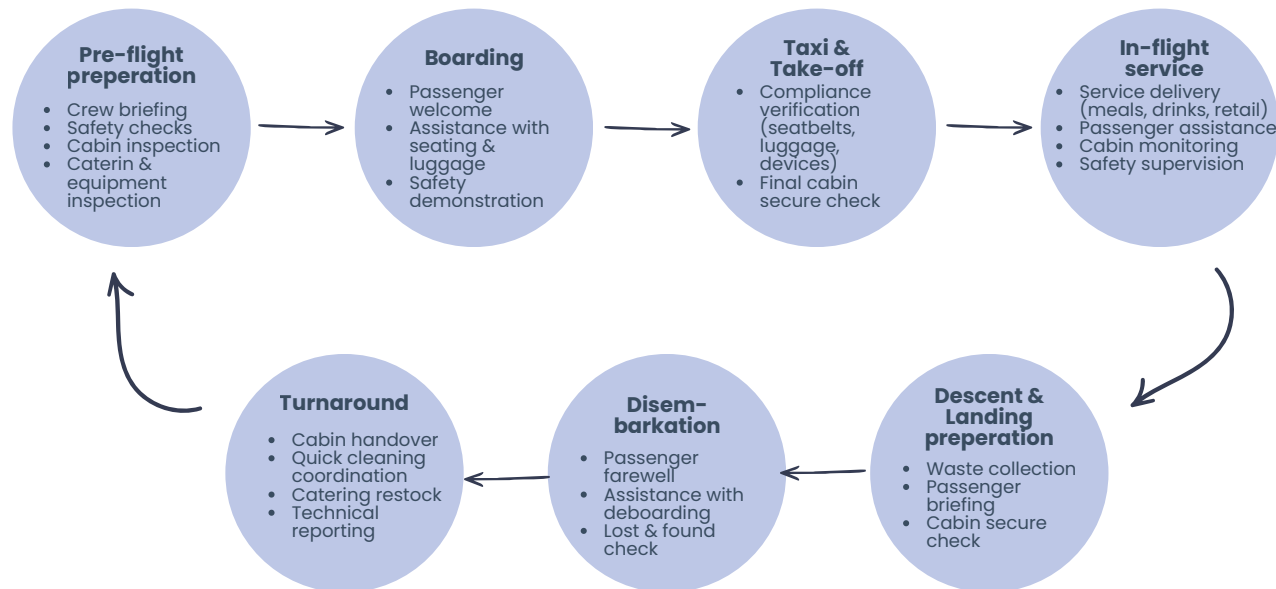 Pre-flight
preperation
• Crew briefing
• Safety checks
• Cabin inspection
• Caterin &
equipment
inspection
Boarding
• Passenger
welcome
• Assistance with
seating &
luggage
• Safety
demonstration
Taxi &
Take-off
• Compliance
verification
(seatbelts,
luggage,
devices)
• Final cabin
secure check
In-flight
service
• Service delivery
(meals, drinks, retail)
• Passenger assistance
• Cabin monitoring
• Safety supervision
Descent &
Landing
preperation
• Waste collection
• Passenger
briefing
• Cabin secure
check
Disem-
barkation
• Passenger
farewell
• Assistance with
deboarding
• Lost & found
check
Turnaround
• Cabin handover
• Quick cleaning
coordination
• Catering restock
• Technical
reporting